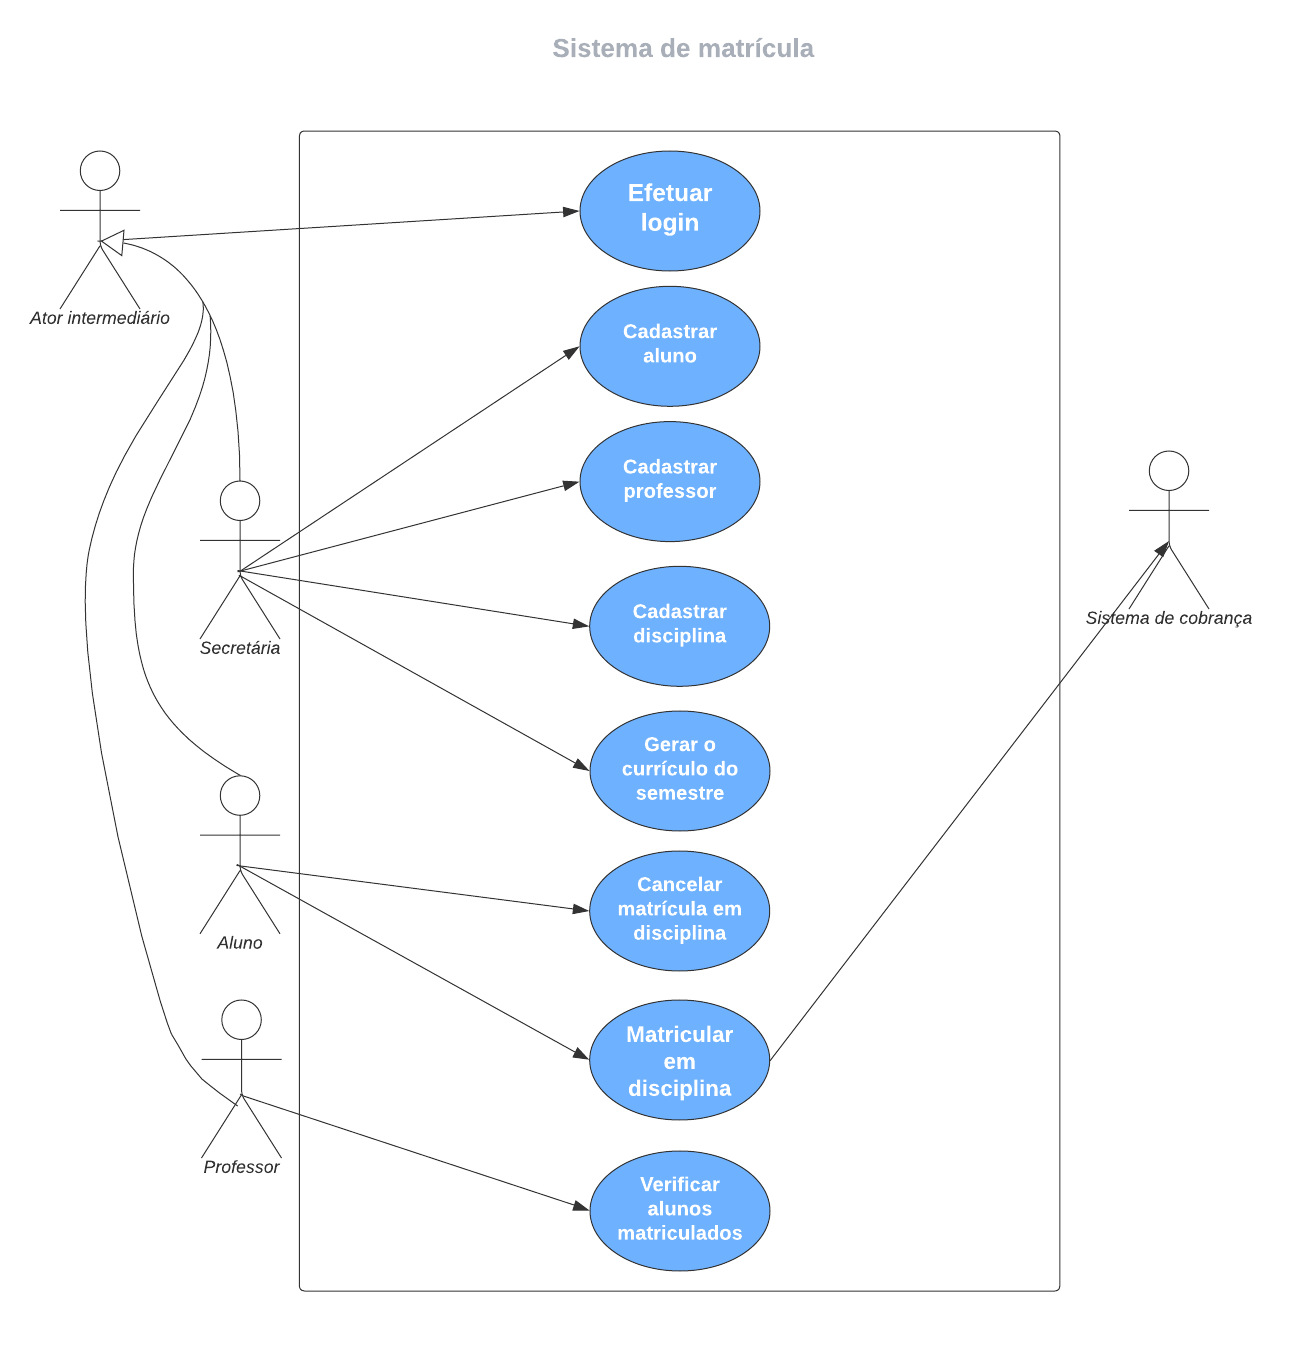 Sistema de matrícula
Efetuar
login
Ator intermediário
Cadastrar
aluno
Cadastrar
professor
Cadastrar
disciplina
Sistema de cobrança
Secretária
Gerar o
currículo do
semestre
Cancelar
matrícula em
disciplina
Aluno
Matricular
em
disciplina
Professor
Verificar
alunos
matriculados